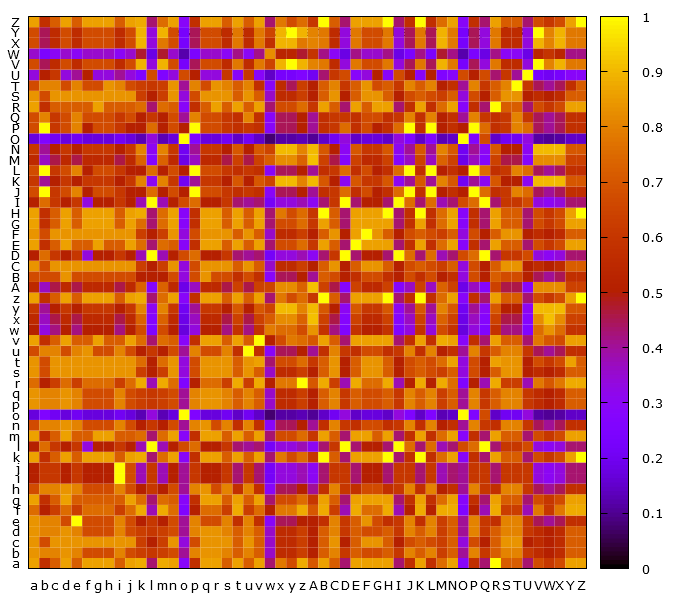 Z
Y
X
W
V
U
T
S
R
Q
P
O
N
M
L
K
J
I
H
G
F
E
D
C
B
A
z
y
x
w
v
u
t
s
r
q
p
o
n
m
l
k
j
i
h
g
f
e
d
c
b
a
a b c d e f g h i j k l m n o p q r s t u v w x y z A B C D E F G H I J K L M N O P Q R S T U V W X Y Z
1
0.9
0.8
0.7
0.6
0.5
0.4
0.3
0.2
0.1
0